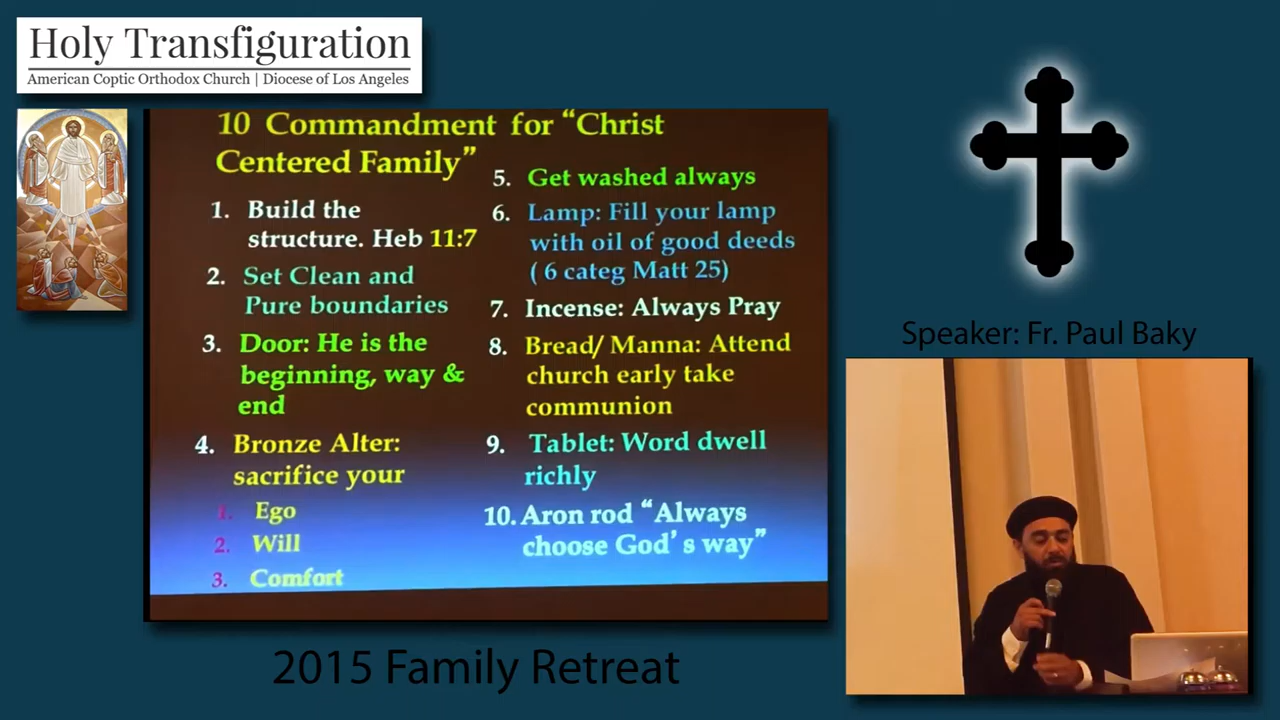 Holy Transfiguration
American Coptic Orthodox Church | Diocese of Los Angeles
10 Commandment for “Christ
Centered Family”
1. Build the
structure. Heb 11:7
2. Set Clean and
Pure boundaries
3. Door: He is the
beginning, way &
end
4. Bronze Alter:
sacrifice your
1. Ego
2. Will
3. Comfort
5. Get washed always
6. Lamp: Fill your lamp
with oil of good deeds
( 6 categ Matt 25)
7. Incense: Always Pray
8. Bread/ Manna: Attend
church early take
communion
9. Tablet: Word dwell
richly
10. Aron rod “Always
choose God’s way”
Speaker: Fr. Paul Baky
2015 Family Retreat